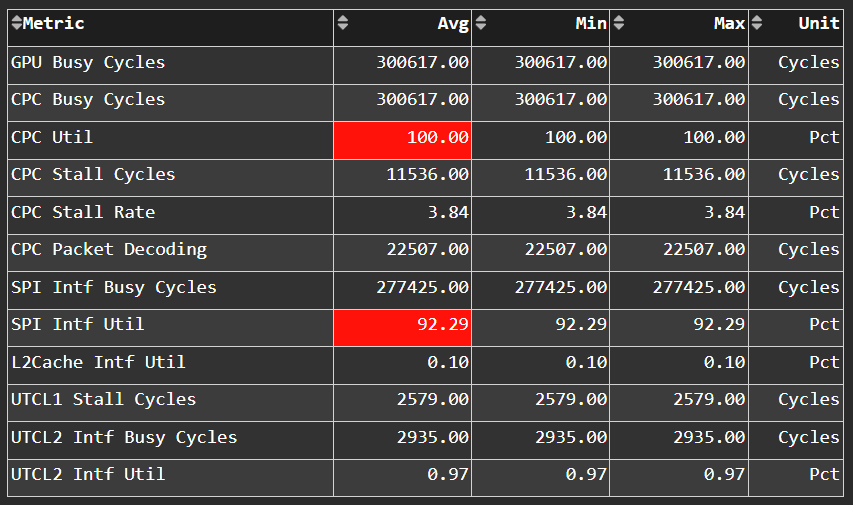 Metric Avg Min Max Unit
GPU Busy Cycles 300617.00 300617.00 300617.00 Cycles
CPC Busy Cycles 300617.00 300617.00 300617.00 Cycles
CPC Util 100.00 100.00 100.00 Pct
CPC Stall Cycles 11536.00 11536.00 11536.00 Cycles
CPC Stall Rate 3.84 3.84 3.84 Pct
CPC Packet Decoding 22507.00 22507.00 22507.00 Cycles
SPI Intf Busy Cycles 277425.00 277425.00 277425.00 Cycles
SPI Intf Util 92.29 92.29 92.29 Pct
L2Cache Intf Util 0.10 0.10 0.10 Pct
UTCL1 Stall Cycles 2579.00 2579.00 2579.00 Cycles
UTCL2 Intf Busy Cycles 2935.00 2935.00 2935.00 Cycles
UTCL2 Intf Util 0.97 0.97 0.97 Pct